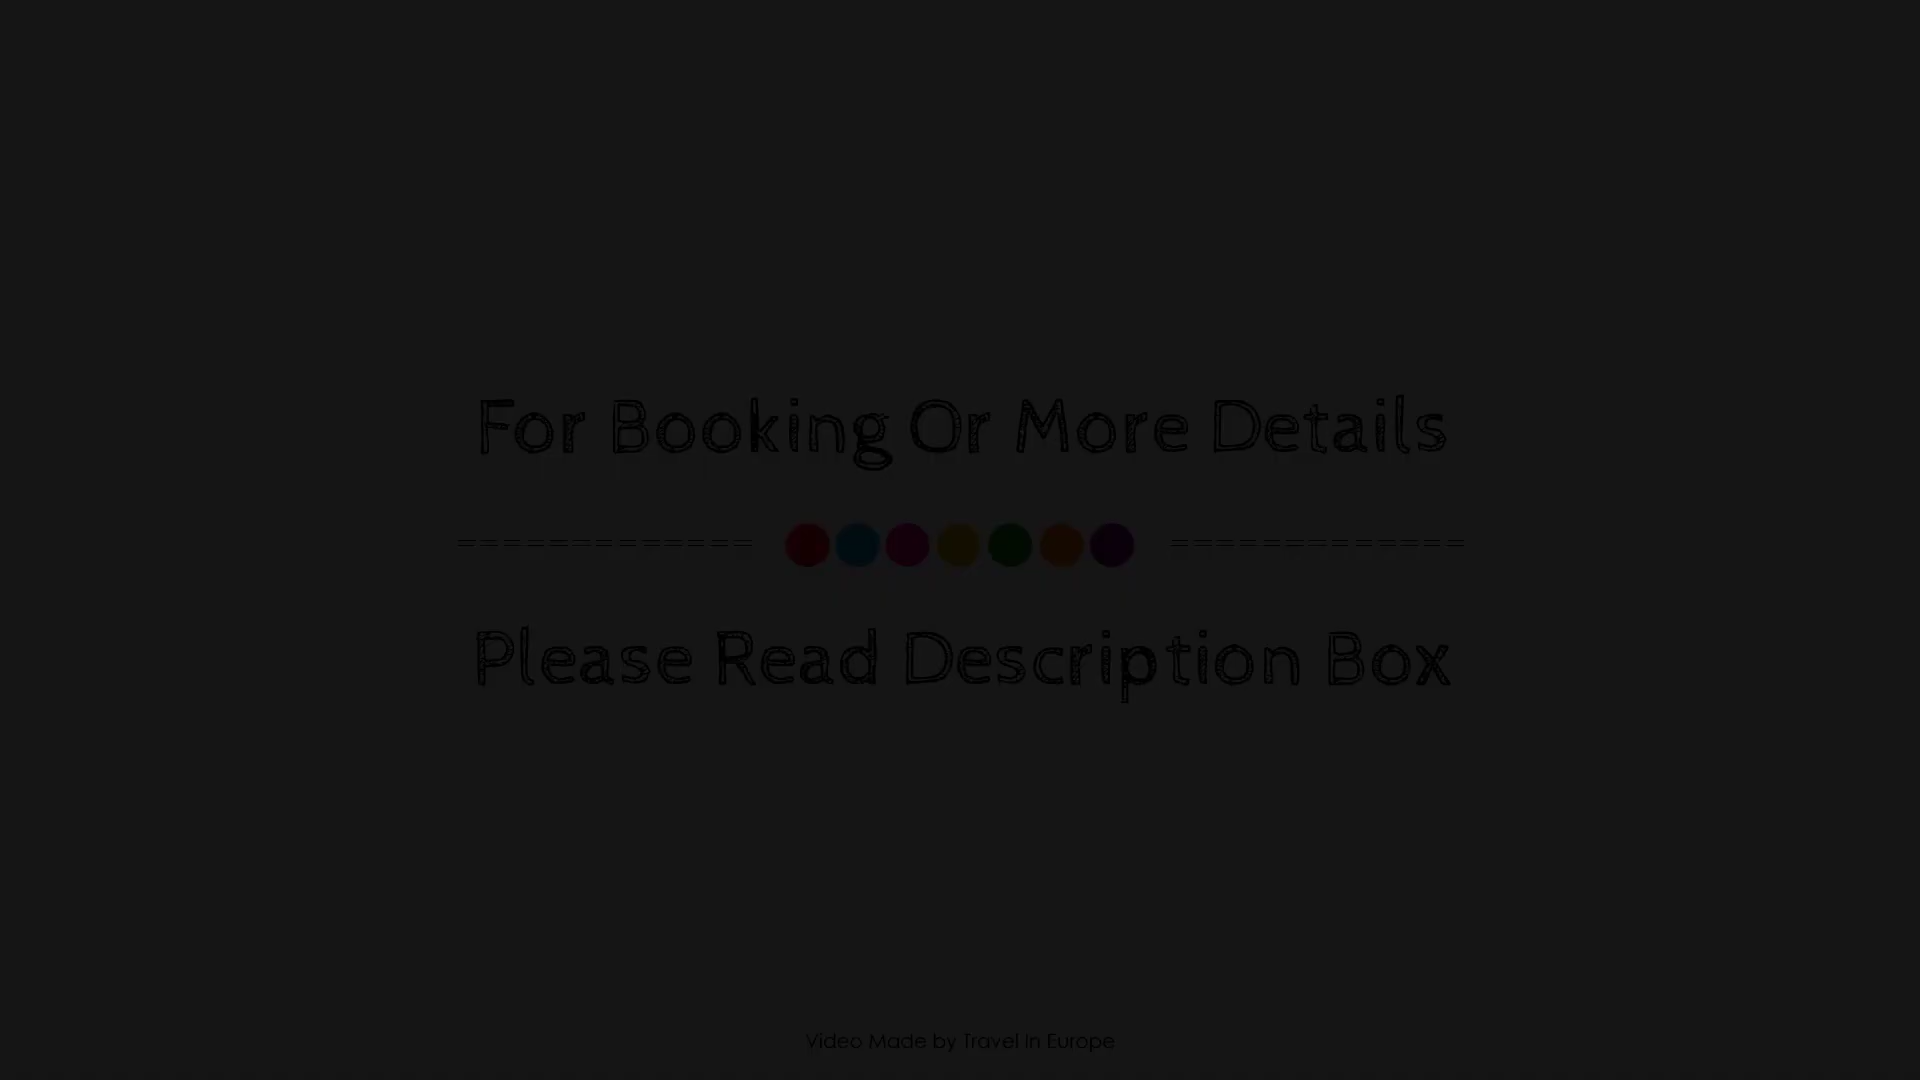 For Booking Or More Details
============= =============
Please Read Description Box
Video Made by Travel In Europe